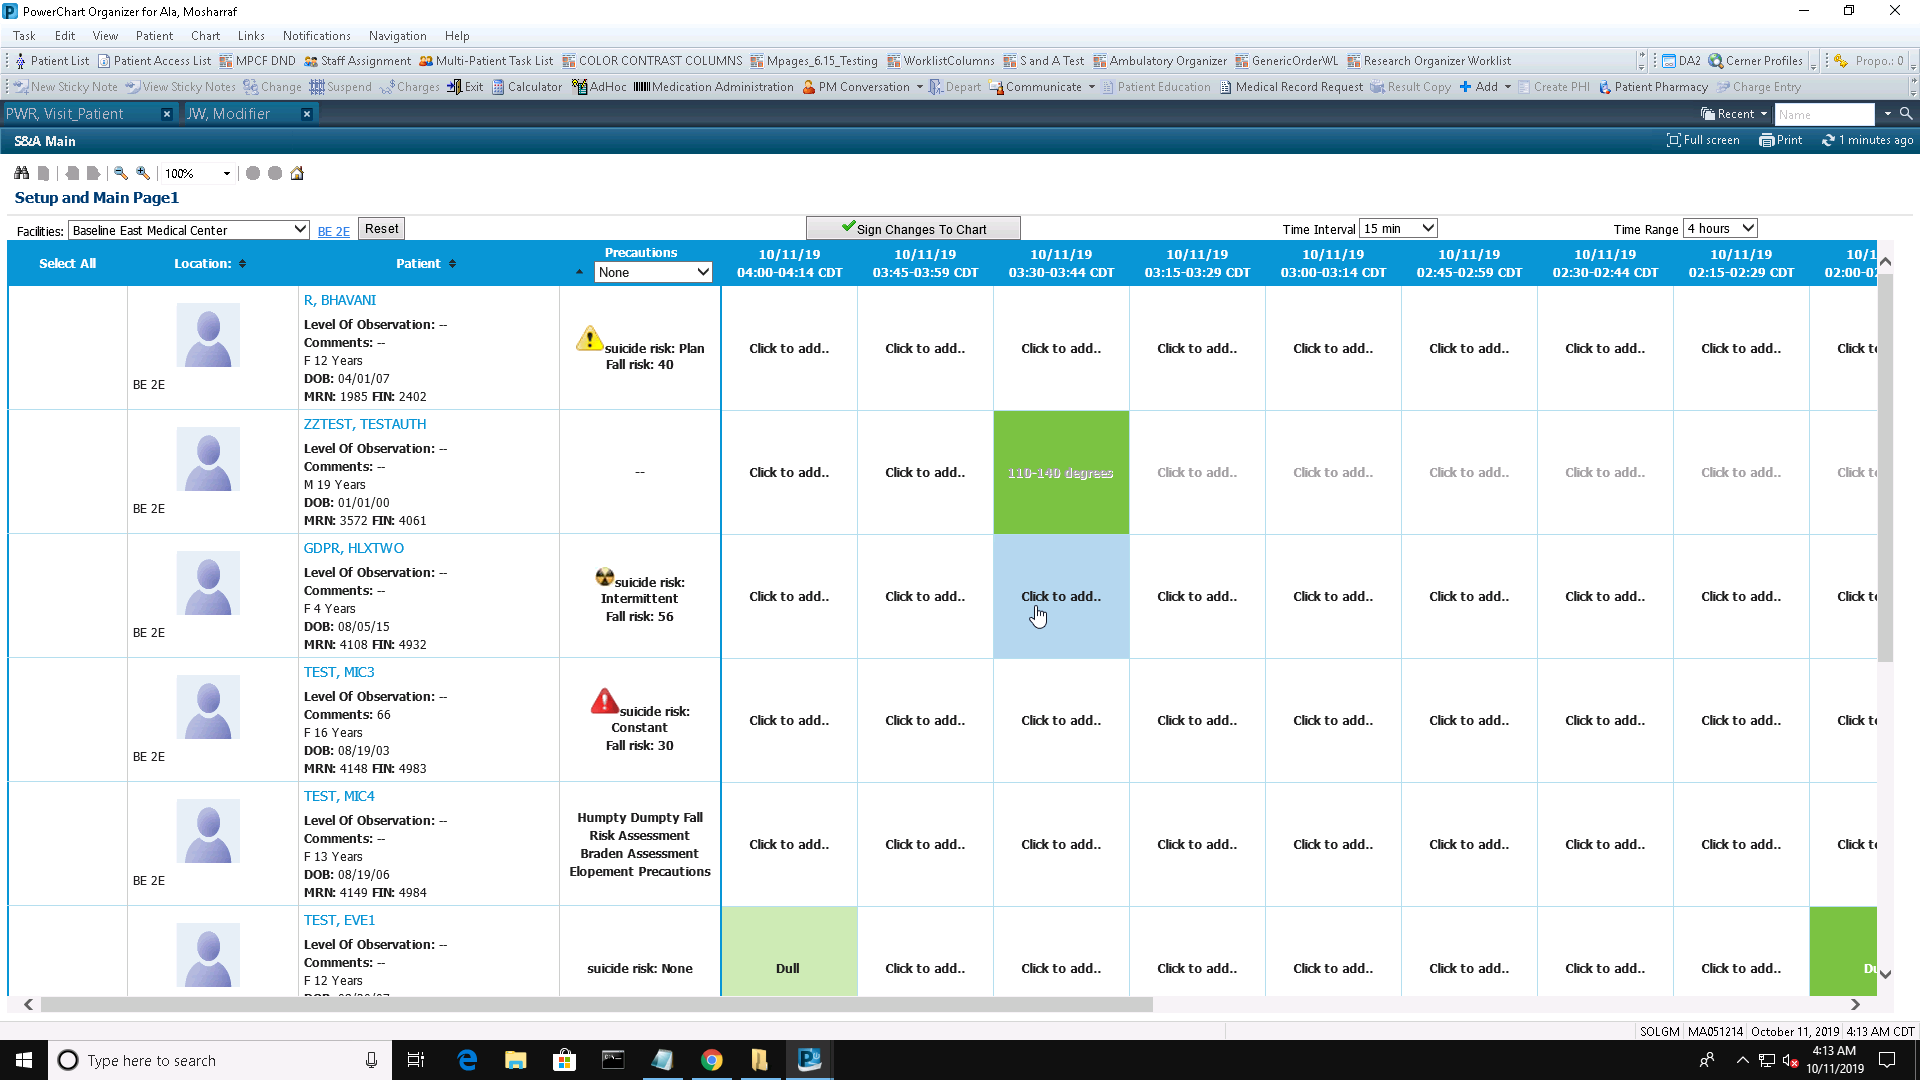 PowerChart Organizer for Ala, Mosharraf
Task Edit View Patient Chart Links Notifications Navigation Help
Patient List Patient Access List MPCF DND Staff Assignment Multi-Patient Task List COLOR CONTRAST COLUMNS Mpages_6.15_Testing WorklistColumns S and A Test Ambulatory Organizer GenericOrderWL Research Organizer Worklist DA2 Cerner Profiles Propo.: 0
New Sticky Note View Sticky Notes Change Suspend Charges Exit Calculator AdHoc Medication Administration PM Conversation Depart Communicate Patient Education Medical Record Request Result Copy Add Create PHI Patient Pharmacy Charge Entry
PWR, Visit_Patient JW, Modifier Recent Name
S&A Main Full screen Print 1 minutes ago
100%
Setup and Main Page1
Facilities: Baseline East Medical Center BE 2E Reset Sign Changes To Chart Time Interval 15 min Time Range 4 hours
Select All Location: Patient Precautions None
10/11/19 10/11/19 10/11/19 10/11/19 10/11/19 10/11/19 10/11/19 10/11/19 10/1
04:00-04:14 CDT 03:45-03:59 CDT 03:30-03:44 CDT 03:15-03:29 CDT 03:00-03:14 CDT 02:45-02:59 CDT 02:30-02:44 CDT 02:15-02:29 CDT 02:00-02
R, BHAVANI
Level Of Observation: --
Comments: --
F 12 Years
DOB: 04/01/07
MRN: 1985 FIN: 2402
BE 2E
suicide risk: Plan
Fall risk: 40
Click to add.. Click to add.. Click to add.. Click to add.. Click to add.. Click to add.. Click to add.. Click to add.. Click t
ZZTEST, TESTAUTH
Level Of Observation: --
Comments: --
M 19 Years
DOB: 01/01/00
MRN: 3572 FIN: 4061
BE 2E
--
Click to add.. Click to add.. 110-140 degrees Click to add.. Click to add.. Click to add.. Click to add.. Click to add.. Click t
GDPR, HLXTWO
Level Of Observation: --
Comments: --
F 4 Years
DOB: 08/05/15
MRN: 4108 FIN: 4932
BE 2E
suicide risk:
Intermittent
Fall risk: 56
Click to add.. Click to add.. Click to add.. Click to add.. Click to add.. Click to add.. Click to add.. Click to add.. Click t
TEST, MIC3
Level Of Observation: --
Comments: 66
F 16 Years
DOB: 08/19/03
MRN: 4148 FIN: 4983
BE 2E
suicide risk:
Constant
Fall risk: 30
Click to add.. Click to add.. Click to add.. Click to add.. Click to add.. Click to add.. Click to add.. Click to add.. Click t
TEST, MIC4
Level Of Observation: --
Comments: --
F 13 Years
DOB: 08/19/06
MRN: 4149 FIN: 4984
BE 2E
Humpty Dumpty Fall
Risk Assessment
Braden Assessment
Elopement Precautions
Click to add.. Click to add.. Click to add.. Click to add.. Click to add.. Click to add.. Click to add.. Click to add.. Click t
TEST, EVE1
Level Of Observation: --
Comments: --
F 12 Years
suicide risk: None
Dull Click to add.. Click to add.. Click to add.. Click to add.. Click to add.. Click to add.. Click to add.. Du
SOLGM MA051214 October 11, 2019 4:13 AM CDT
Type here to search
4:13 AM
10/11/2019